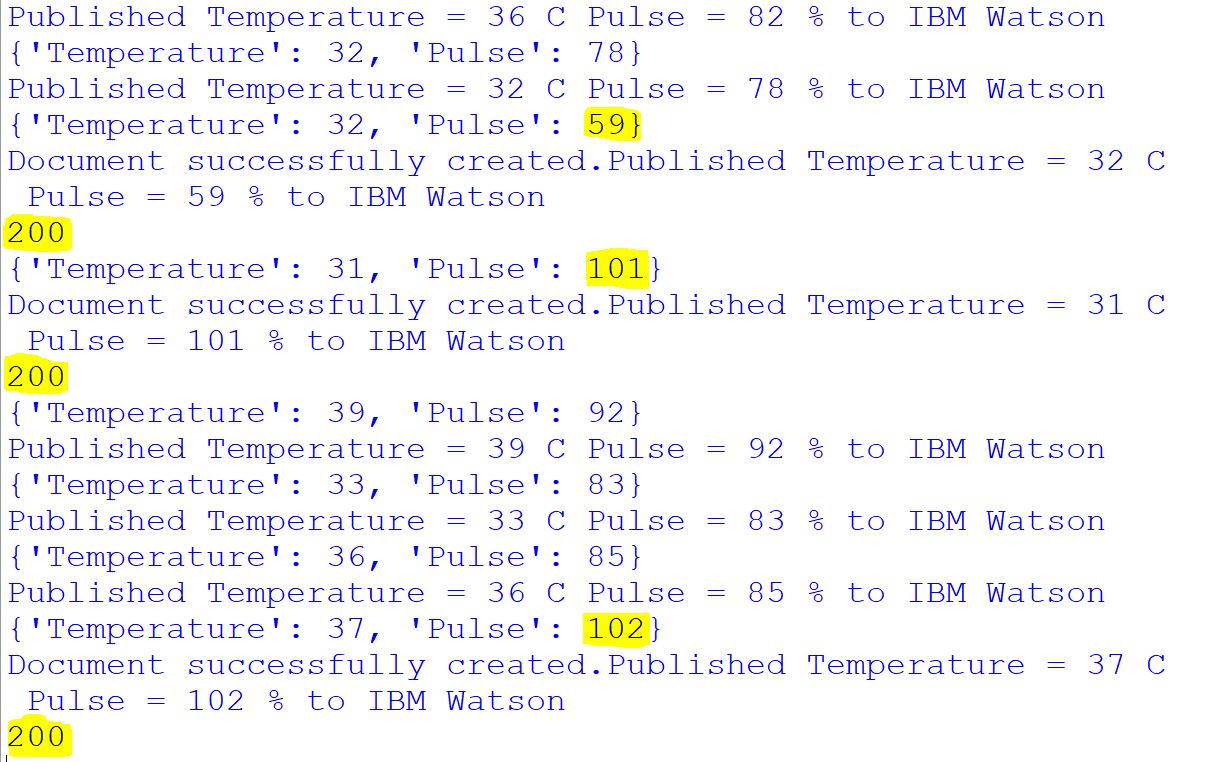 Published Temperature = 36 C Pulse = 82 % to IBM Watson
{'Temperature': 32, 'Pulse': 78}
Published Temperature = 32 C Pulse = 78 % to IBM Watson
{'Temperature': 32, 'Pulse': 59}
Document successfully created.Published Temperature = 32 C
 Pulse = 59 % to IBM Watson
200
{'Temperature': 31, 'Pulse': 101}
Document successfully created.Published Temperature = 31 C
 Pulse = 101 % to IBM Watson
200
{'Temperature': 39, 'Pulse': 92}
Published Temperature = 39 C Pulse = 92 % to IBM Watson
{'Temperature': 33, 'Pulse': 83}
Published Temperature = 33 C Pulse = 83 % to IBM Watson
{'Temperature': 36, 'Pulse': 85}
Published Temperature = 36 C Pulse = 85 % to IBM Watson
{'Temperature': 37, 'Pulse': 102}
Document successfully created.Published Temperature = 37 C
 Pulse = 102 % to IBM Watson
200